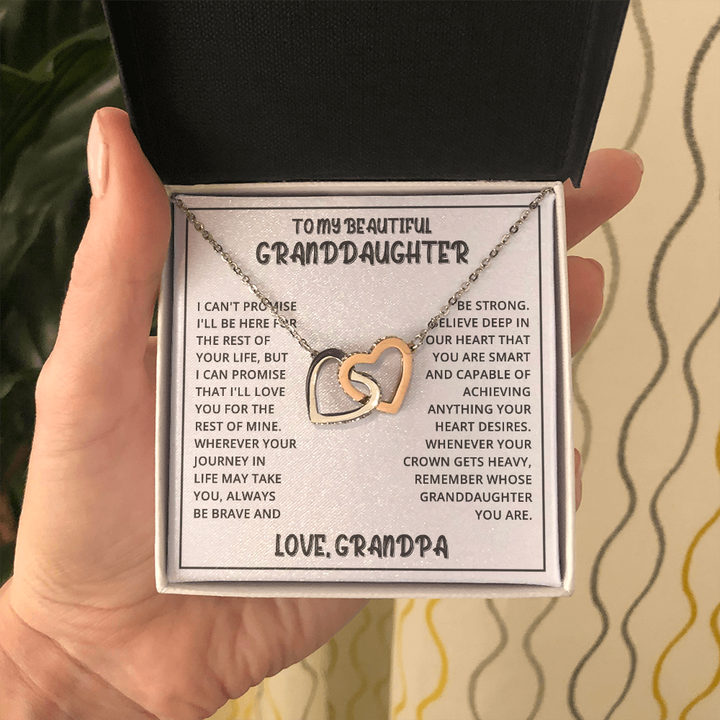 TO MY BEAUTIFUL
GRANDDAUGHTER
I CAN'T PROMISE
I'LL BE HERE FOR
THE REST OF
YOUR LIFE, BUT
I CAN PROMISE
THAT I'LL LOVE
YOU FOR THE
REST OF MINE.
WHEREVER YOUR
JOURNEY IN
LIFE MAY TAKE
YOU, ALWAYS
BE BRAVE AND
BE STRONG.
BELIEVE DEEP IN
YOUR HEART THAT
YOU ARE SMART
AND CAPABLE OF
ACHIEVING
ANYTHING YOUR
HEART DESIRES.
WHENEVER YOUR
CROWN GETS HEAVY,
REMEMBER WHOSE
GRANDDAUGHTER
YOU ARE.
LOVE, GRANDPA